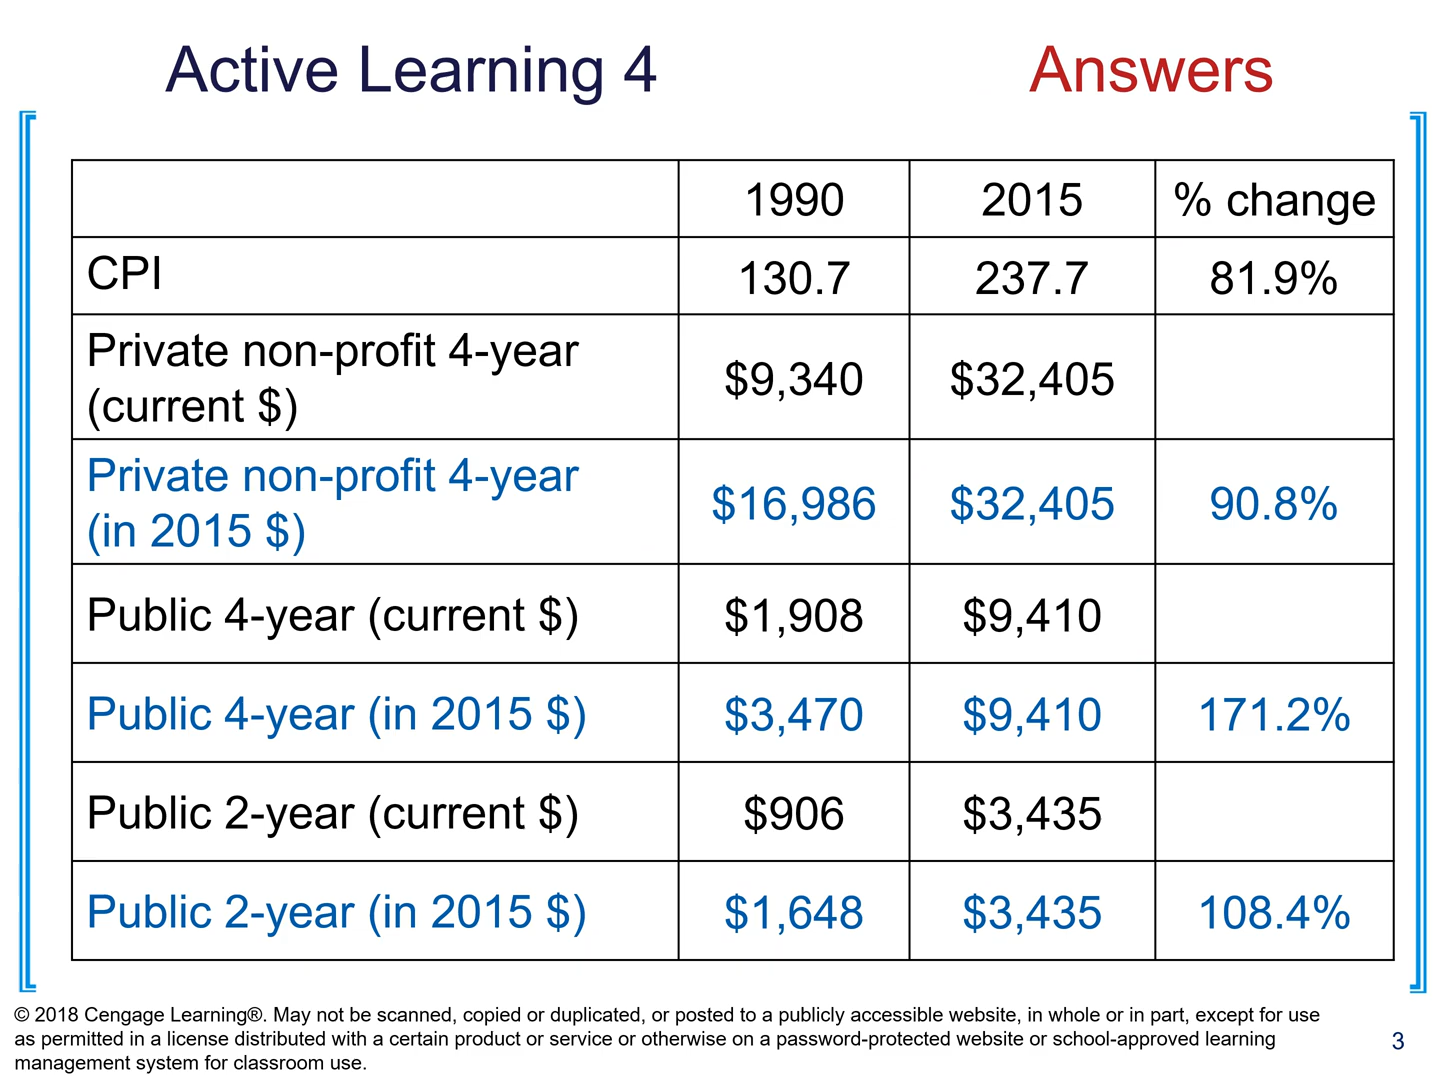 Active Learning 4 Answers
1990 2015 % change
CPI 130.7 237.7 81.9%
Private non-profit 4-year
(current $) $9,340 $32,405
Private non-profit 4-year
(in 2015 $) $16,986 $32,405 90.8%
Public 4-year (current $) $1,908 $9,410
Public 4-year (in 2015 $) $3,470 $9,410 171.2%
Public 2-year (current $) $906 $3,435
Public 2-year (in 2015 $) $1,648 $3,435 108.4%
© 2018 Cengage Learning®. May not be scanned, copied or duplicated, or posted to a publicly accessible website, in whole or in part, except for use
as permitted in a license distributed with a certain product or service or otherwise on a password-protected website or school-approved learning
management system for classroom use.
3